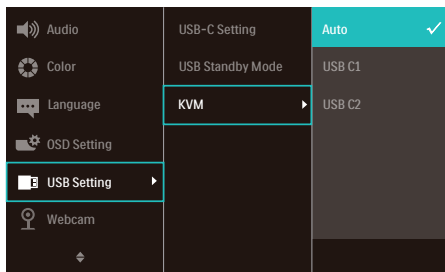 Audio
Color
Language
OSD Setting
USB Setting
Webcam
USB-C Setting
USB Standby Mode
KVM
Auto
USB C1
USB C2